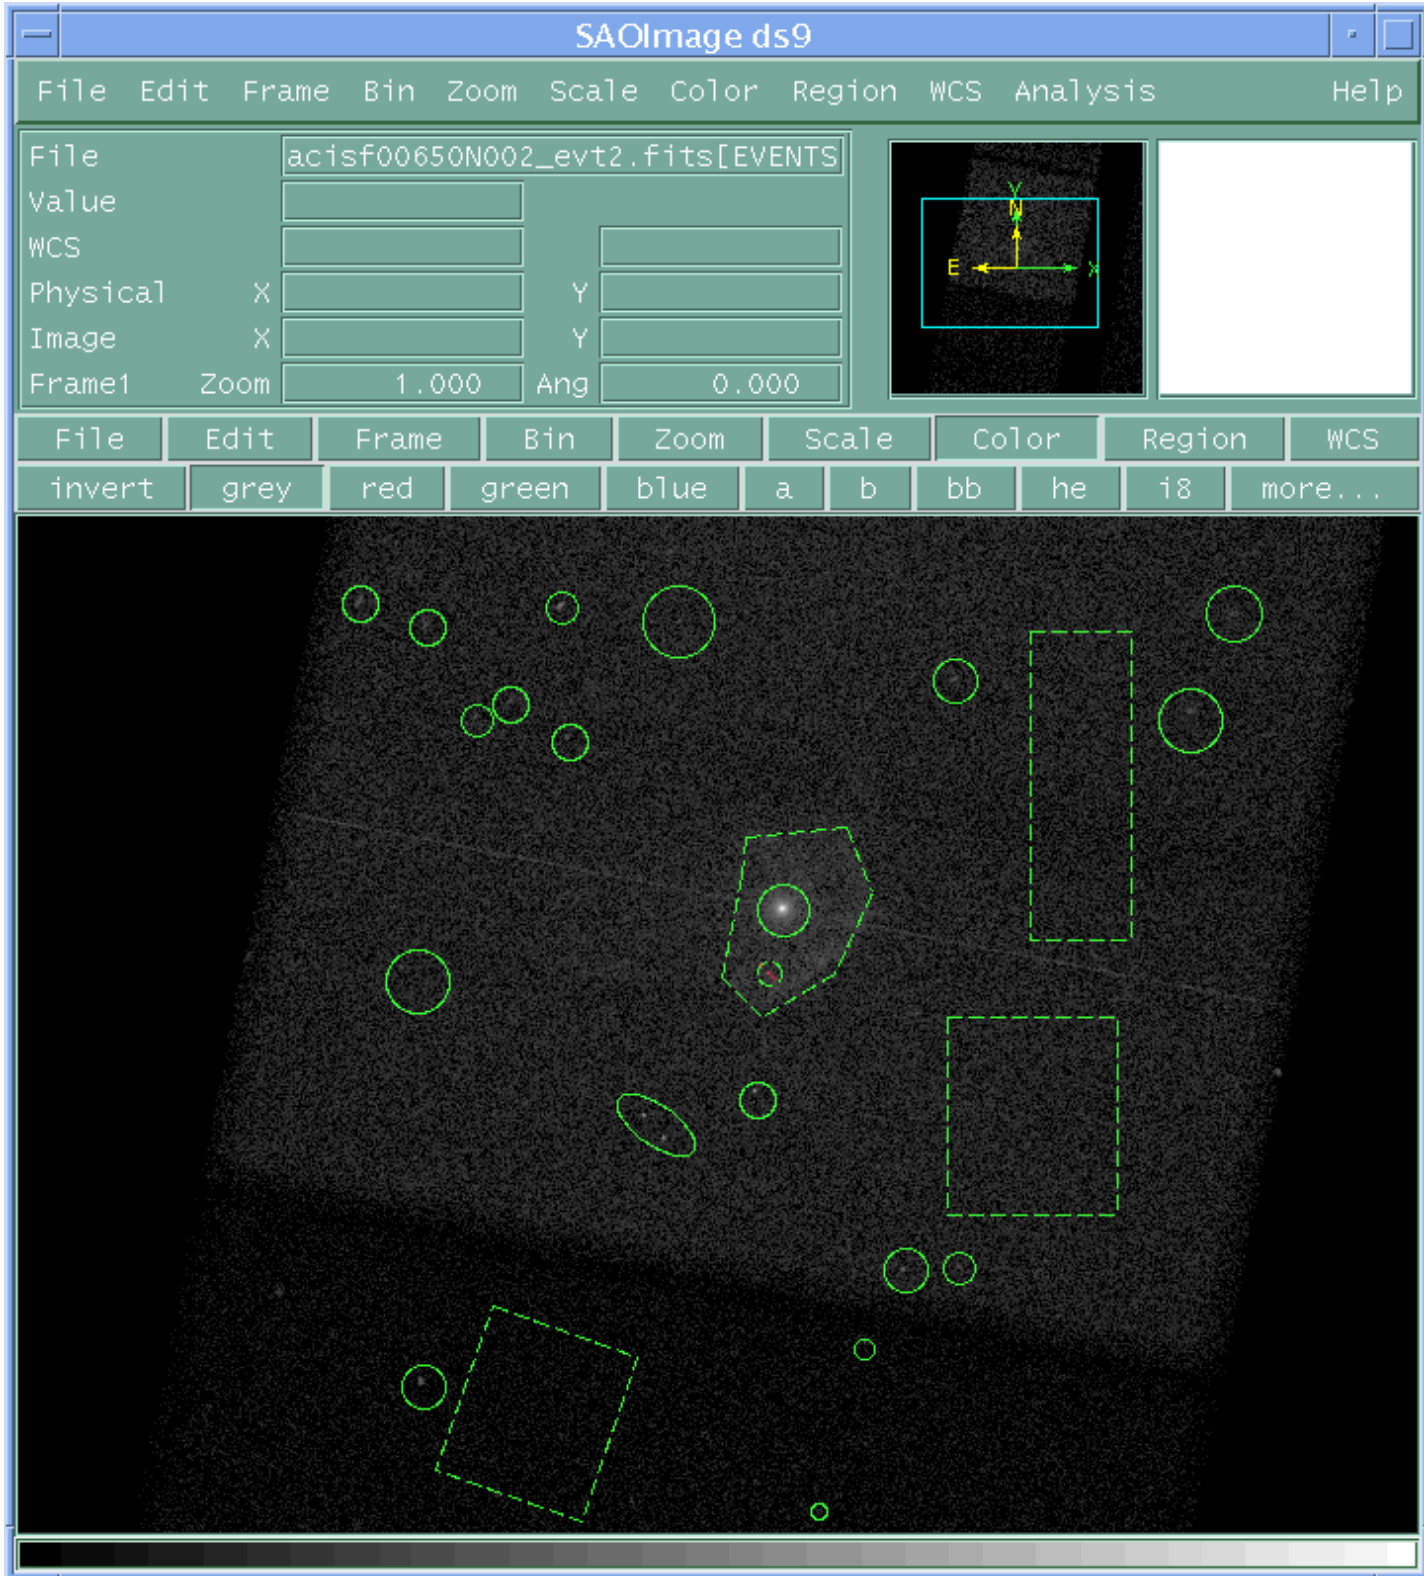 SAOImage ds9
File Edit Frame Bin Zoom Scale Color Region WCS Analysis Help
File acisf00650N002_evt2.fits[EVENTS
Value
WCS
Physical X Y
Image X Y
Frame1 Zoom 1.000 Ang 0.000
Y
N
E X
File Edit Frame Bin Zoom Scale Color Region WCS
invert grey red green blue a b bb he i8 more...